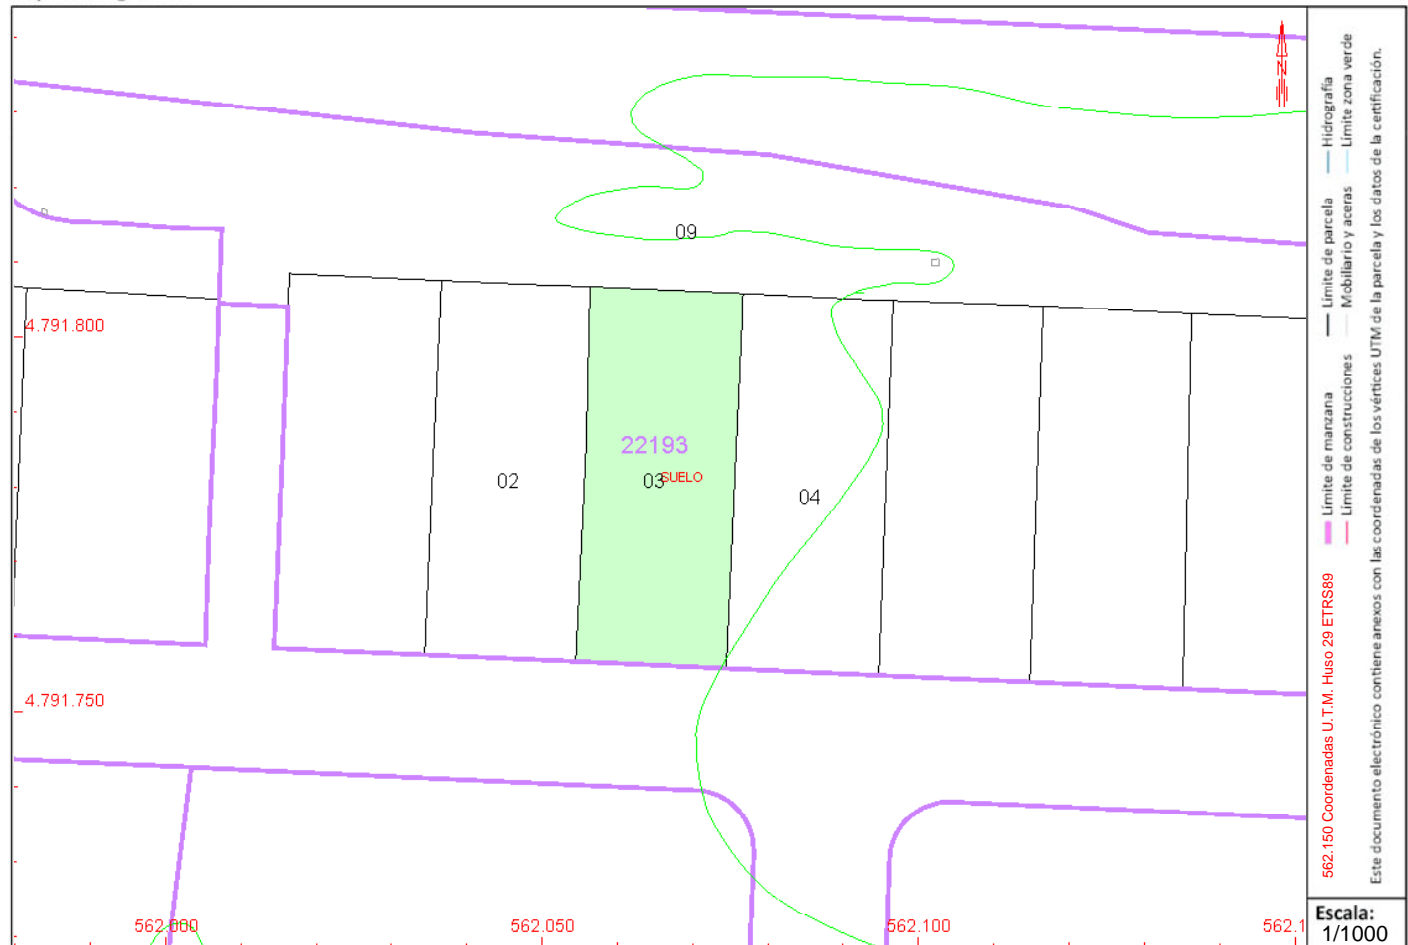 09
4.791.800
22193
02
03
SUELO
04
4.791.750
562.000
562.050
562.100
562.1
N
Límite de manzana
Límite de parcela
Hidrografía
Límite de construcciones
Mobiliario y aceras
Límite zona verde
562.150 Coordenadas U.T.M. Huso 29 ETRS89
Este documento electrónico contiene anexos con las coordenadas de los vértices UTM de la parcela y los datos de la certificación.
Escala:
1/1000